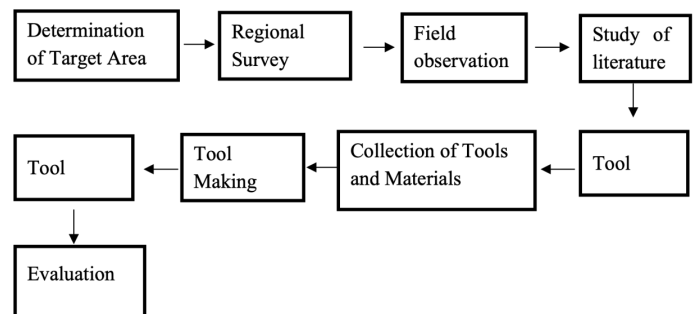 Determination
of Target Area
Regional
Survey
Field
observation
Study of
literature
Tool
Collection of Tools
and Materials
Tool
Making
Tool
Evaluation